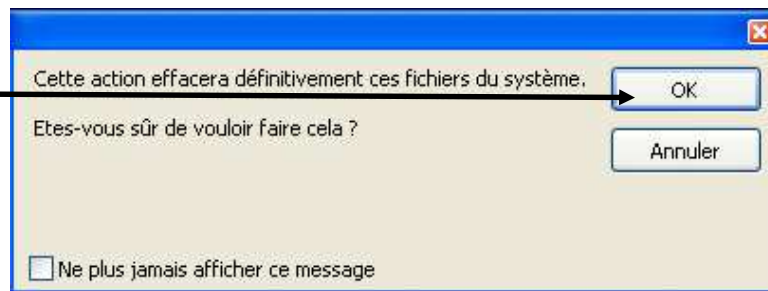 Cette action effacera définitivement ces fichiers du système.
OK
Etes-vous sûr de vouloir faire cela ?
Annuler
Ne plus jamais afficher ce message